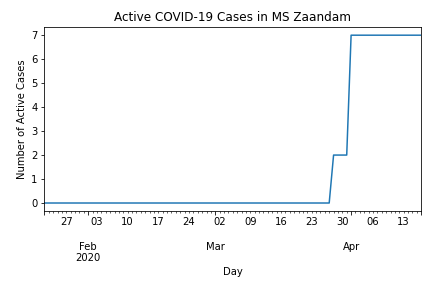 Active COVID-19 Cases in MS Zaandam
Number of Active Cases
7
6
5
4
3
2
1
0
27 03 10 17 24 02 09 16 23 30 06 13
Feb Mar Apr
2020
Day